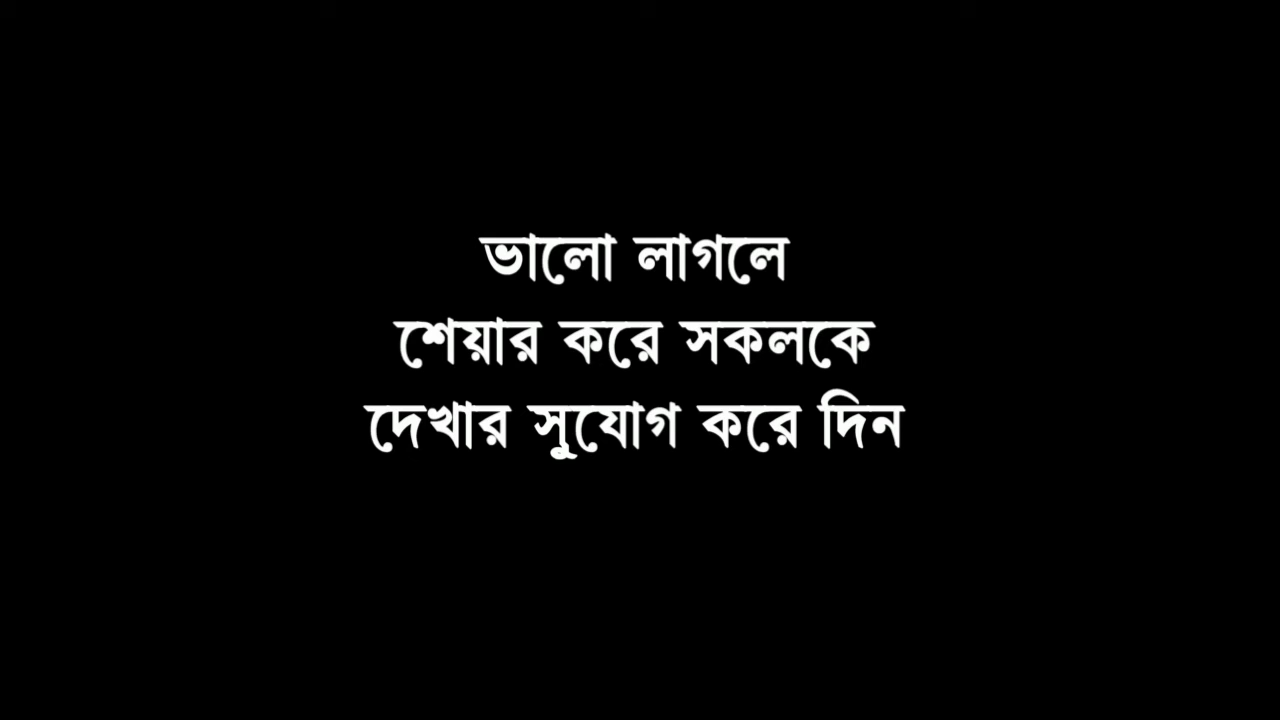 ভালো লাগলে
শেয়ার করে সকলকে
দেখার সুযোগ করে দিন